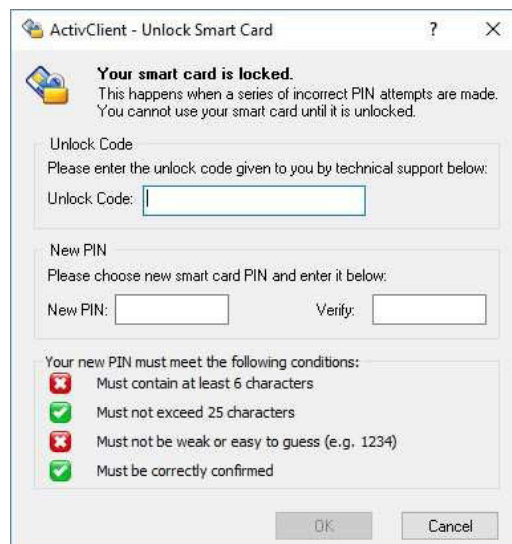 ActivClient - Unlock Smart Card
Your smart card is locked.
This happens when a series of incorrect PIN attempts are made.
You cannot use your smart card until it is unlocked.
Unlock Code
Please enter the unlock code given to you by technical support below:
Unlock Code:
New PIN
Please choose new smart card PIN and enter it below:
New PIN: Verify:
Your new PIN must meet the following conditions:
Must contain at least 6 characters
Must not exceed 25 characters
Must not be weak or easy to guess (e.g. 1234)
Must be correctly confirmed
OK Cancel